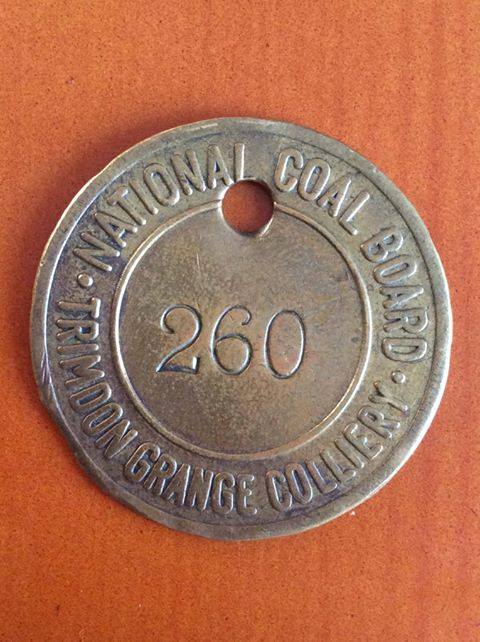 NATIONAL COAL BOARD
260
· TRIMDON GRANGE COLLIERY ·